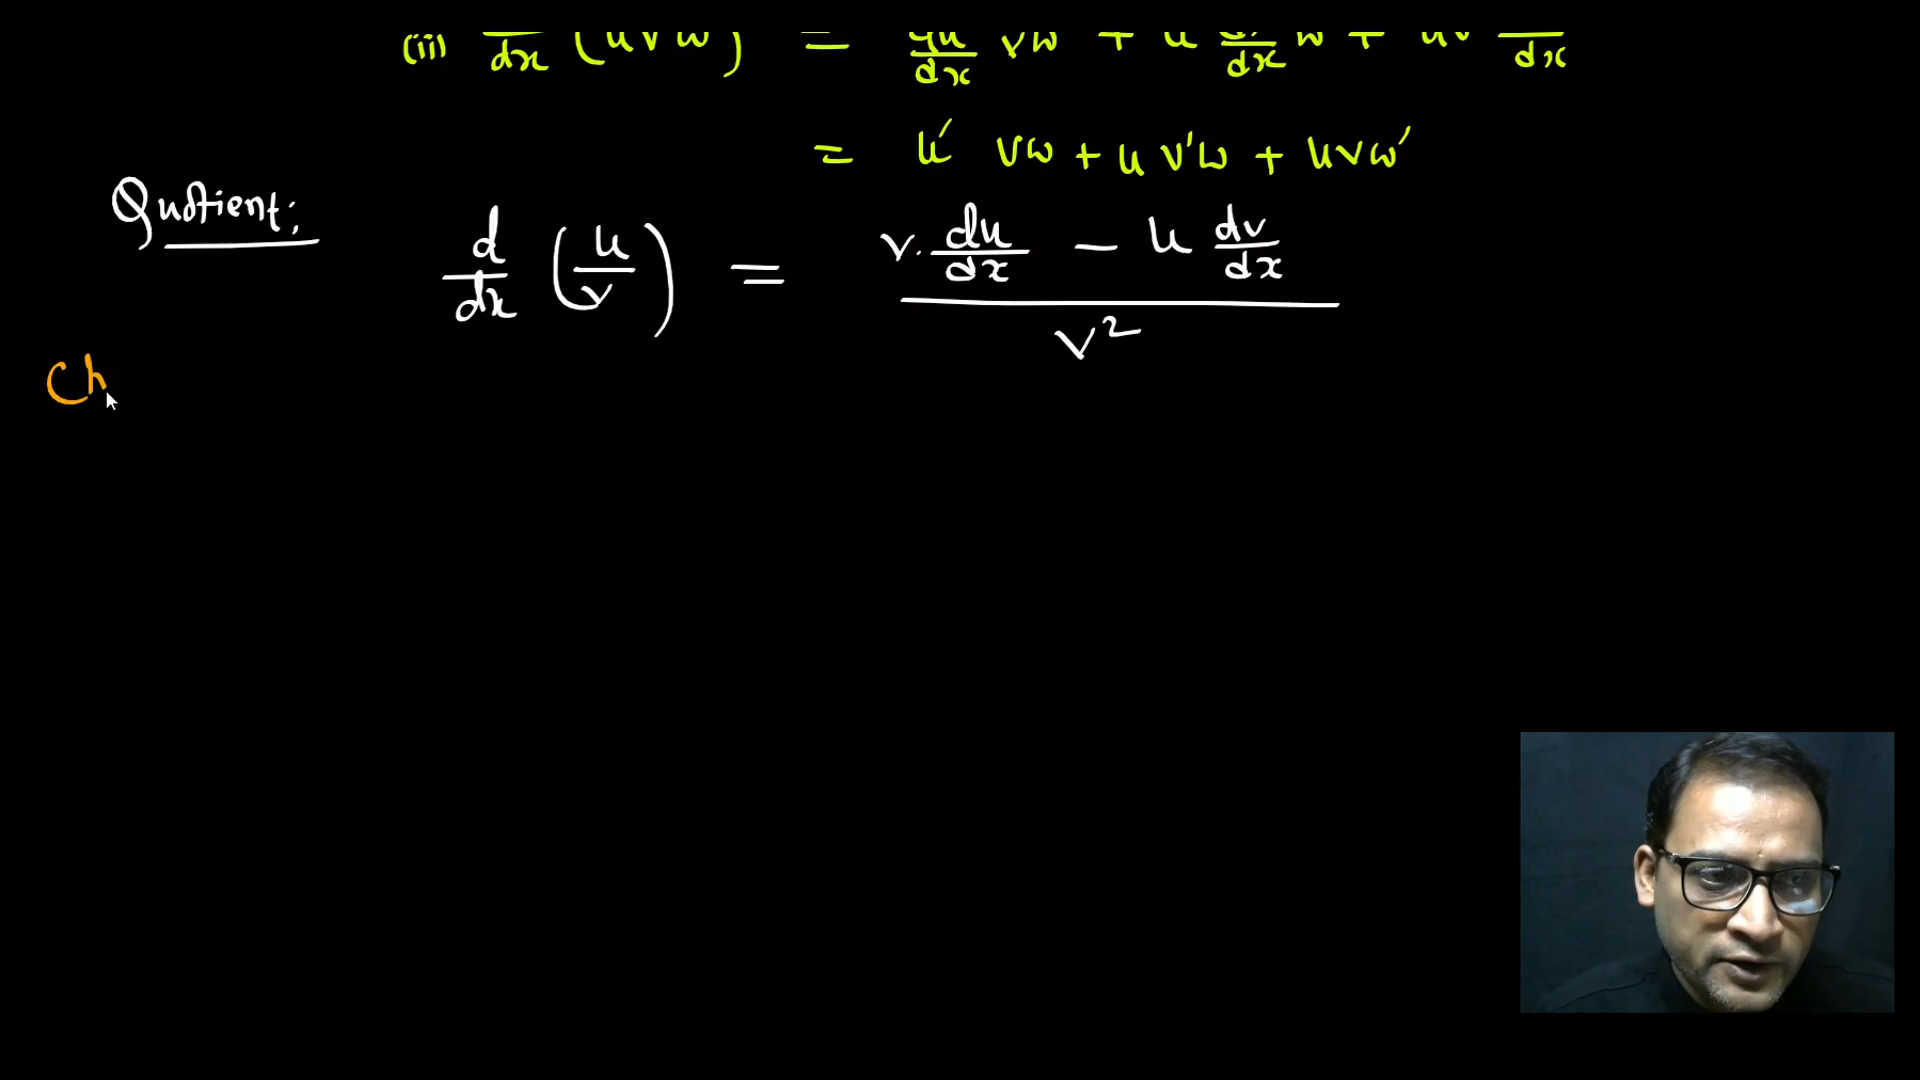 (iii) d/dx (uvw) = du/dx vw + u dv/dx w + uv dw/dx
= u' vw + u v'w + uvw'
Quotient:
d/dx (u/v) = (v. du/dx - u dv/dx) / v²
Ch